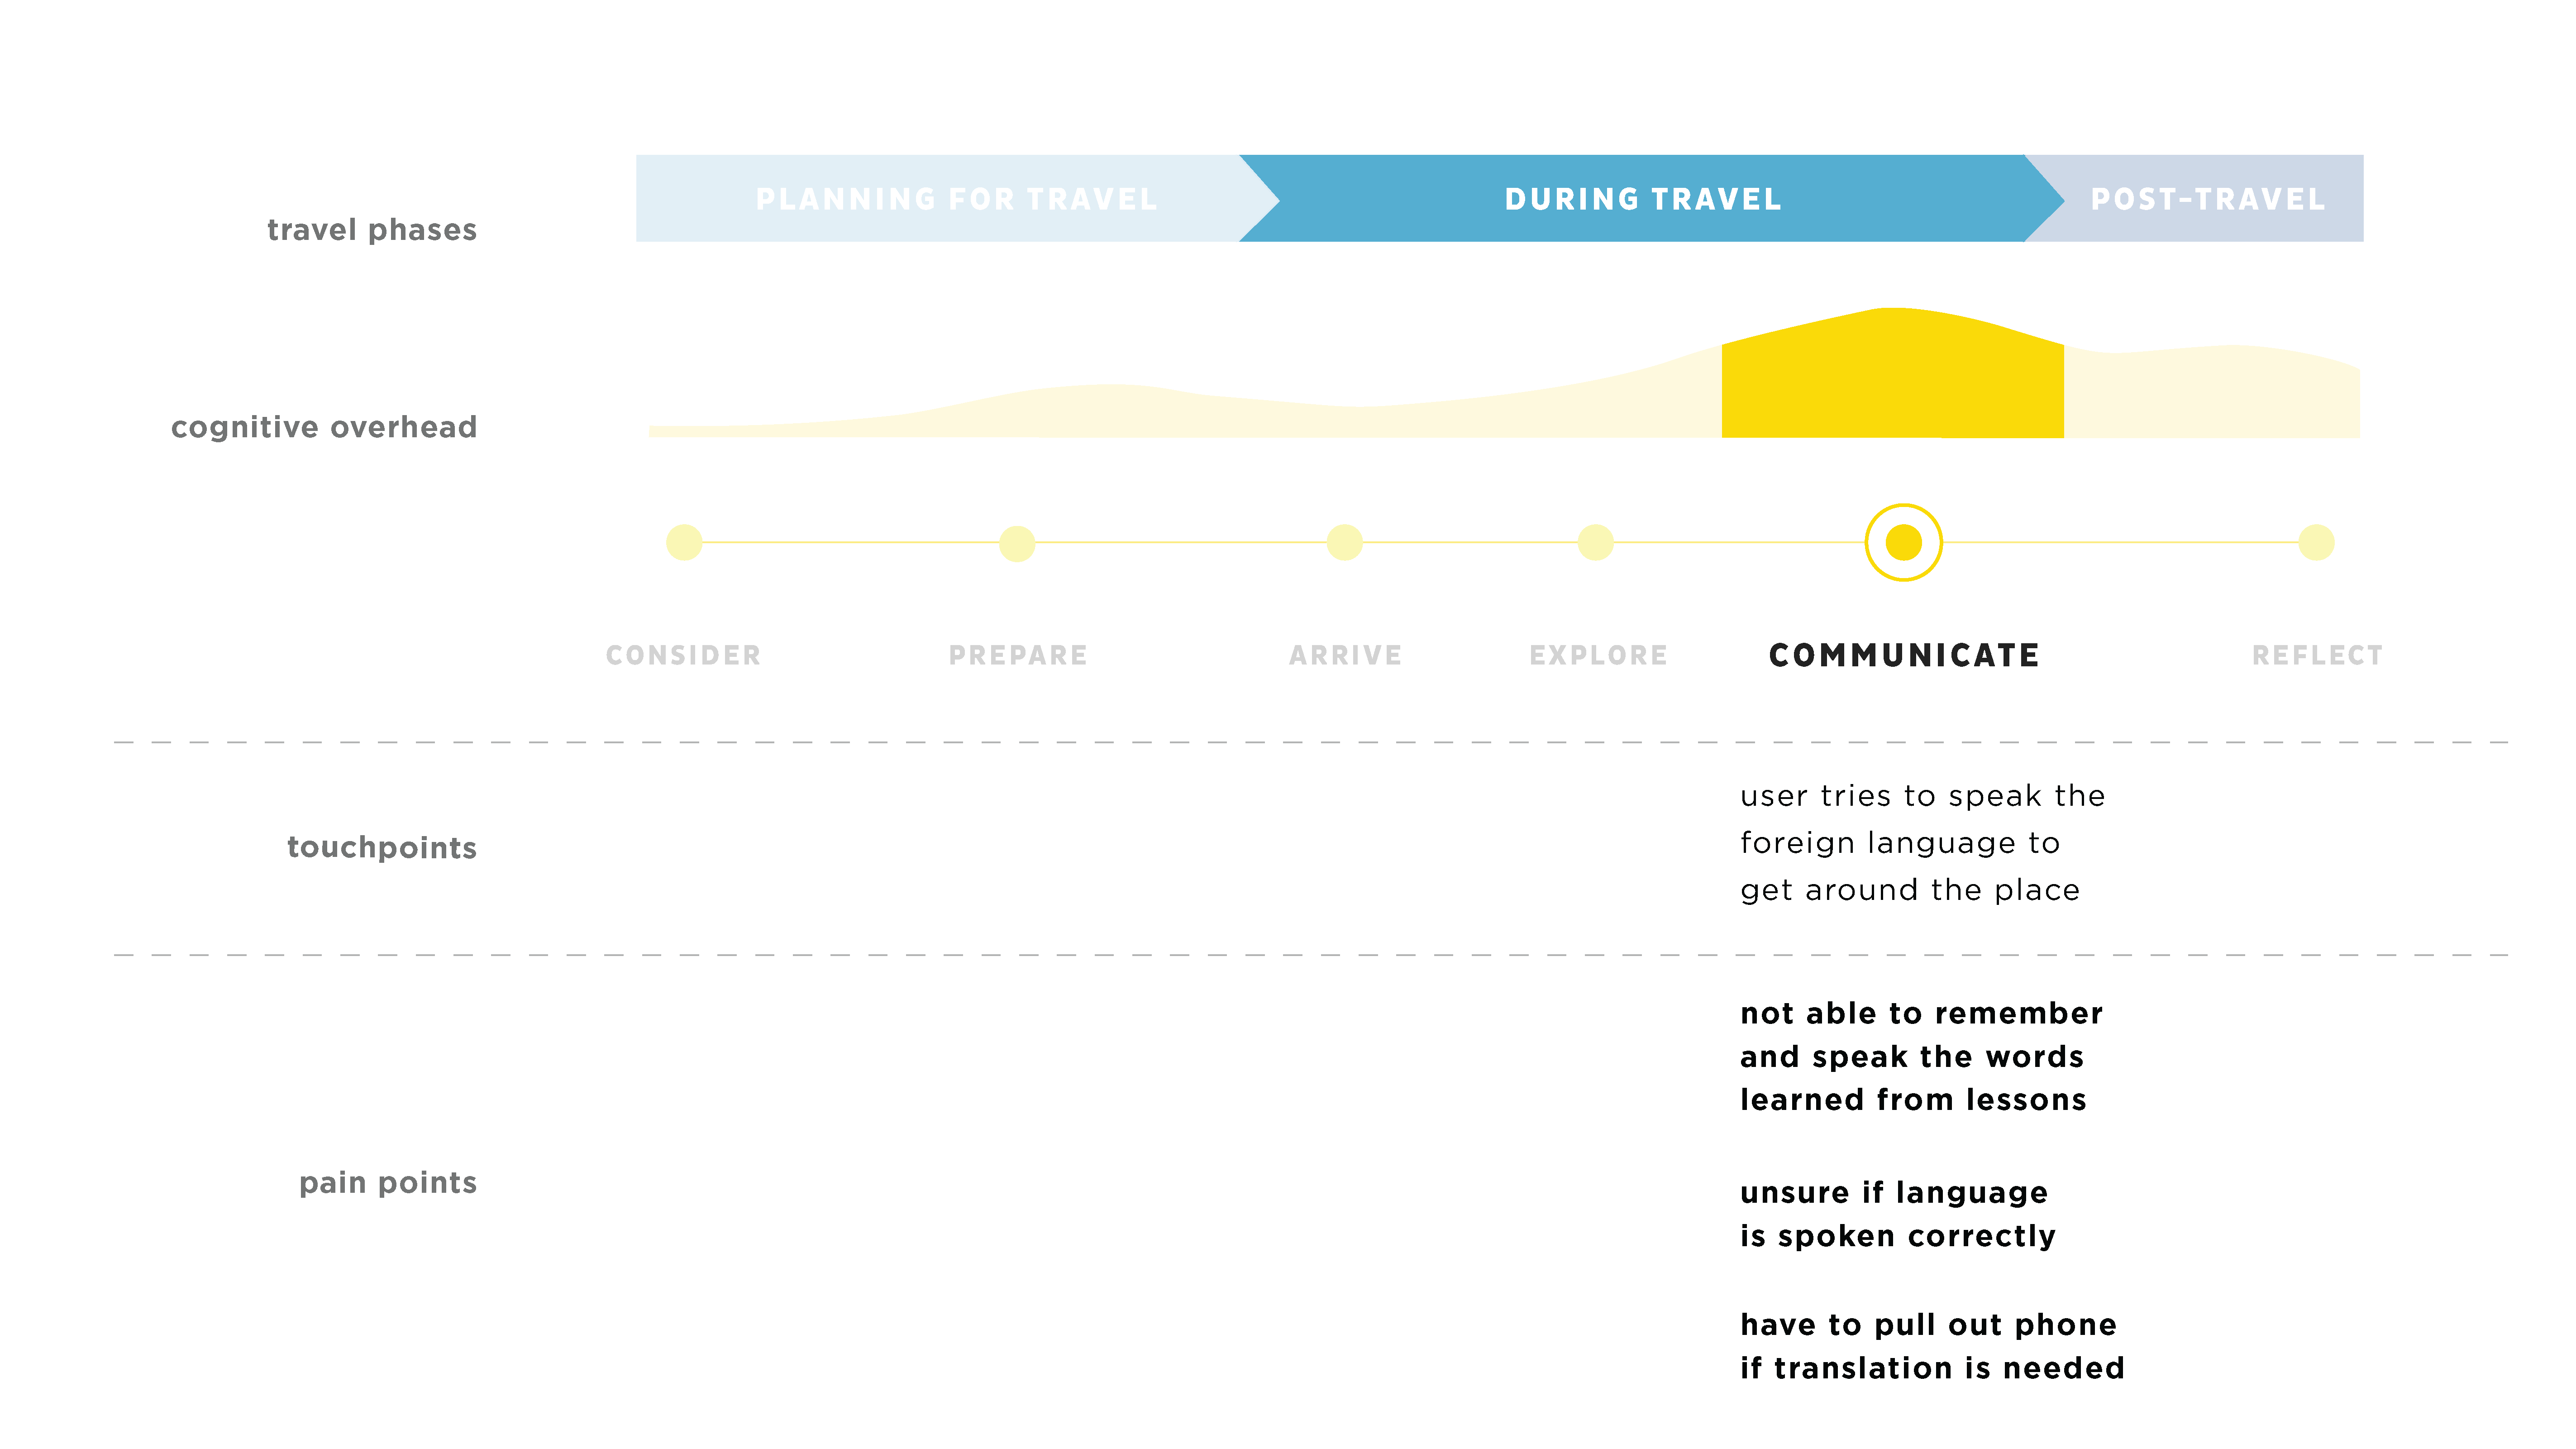 PLANNING FOR TRAVEL
DURING TRAVEL
POST-TRAVEL
travel phases
cognitive overhead
CONSIDER
PREPARE
ARRIVE
EXPLORE
COMMUNICATE
REFLECT
touchpoints
user tries to speak the
foreign language to
get around the place
pain points
not able to remember
and speak the words
learned from lessons
unsure if language
is spoken correctly
have to pull out phone
if translation is needed